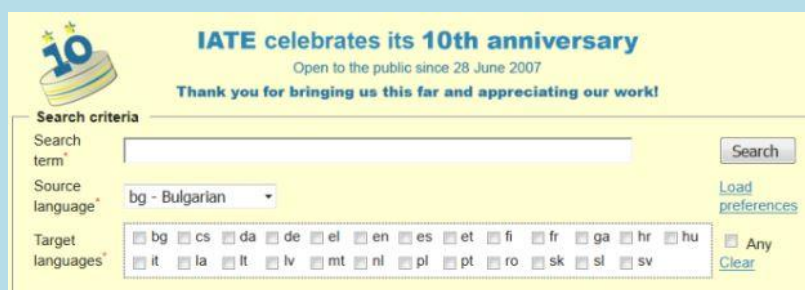 10
IATE celebrates its 10th anniversary
Open to the public since 28 June 2007
Thank you for bringing us this far and appreciating our work!
Search criteria
Search term*
Search
Source language*
bg - Bulgarian
Load preferences
Target languages*
bg cs da de el en es et fi fr ga hr hu
it la lt lv mt nl pl pt ro sk sl sv
Any
Clear